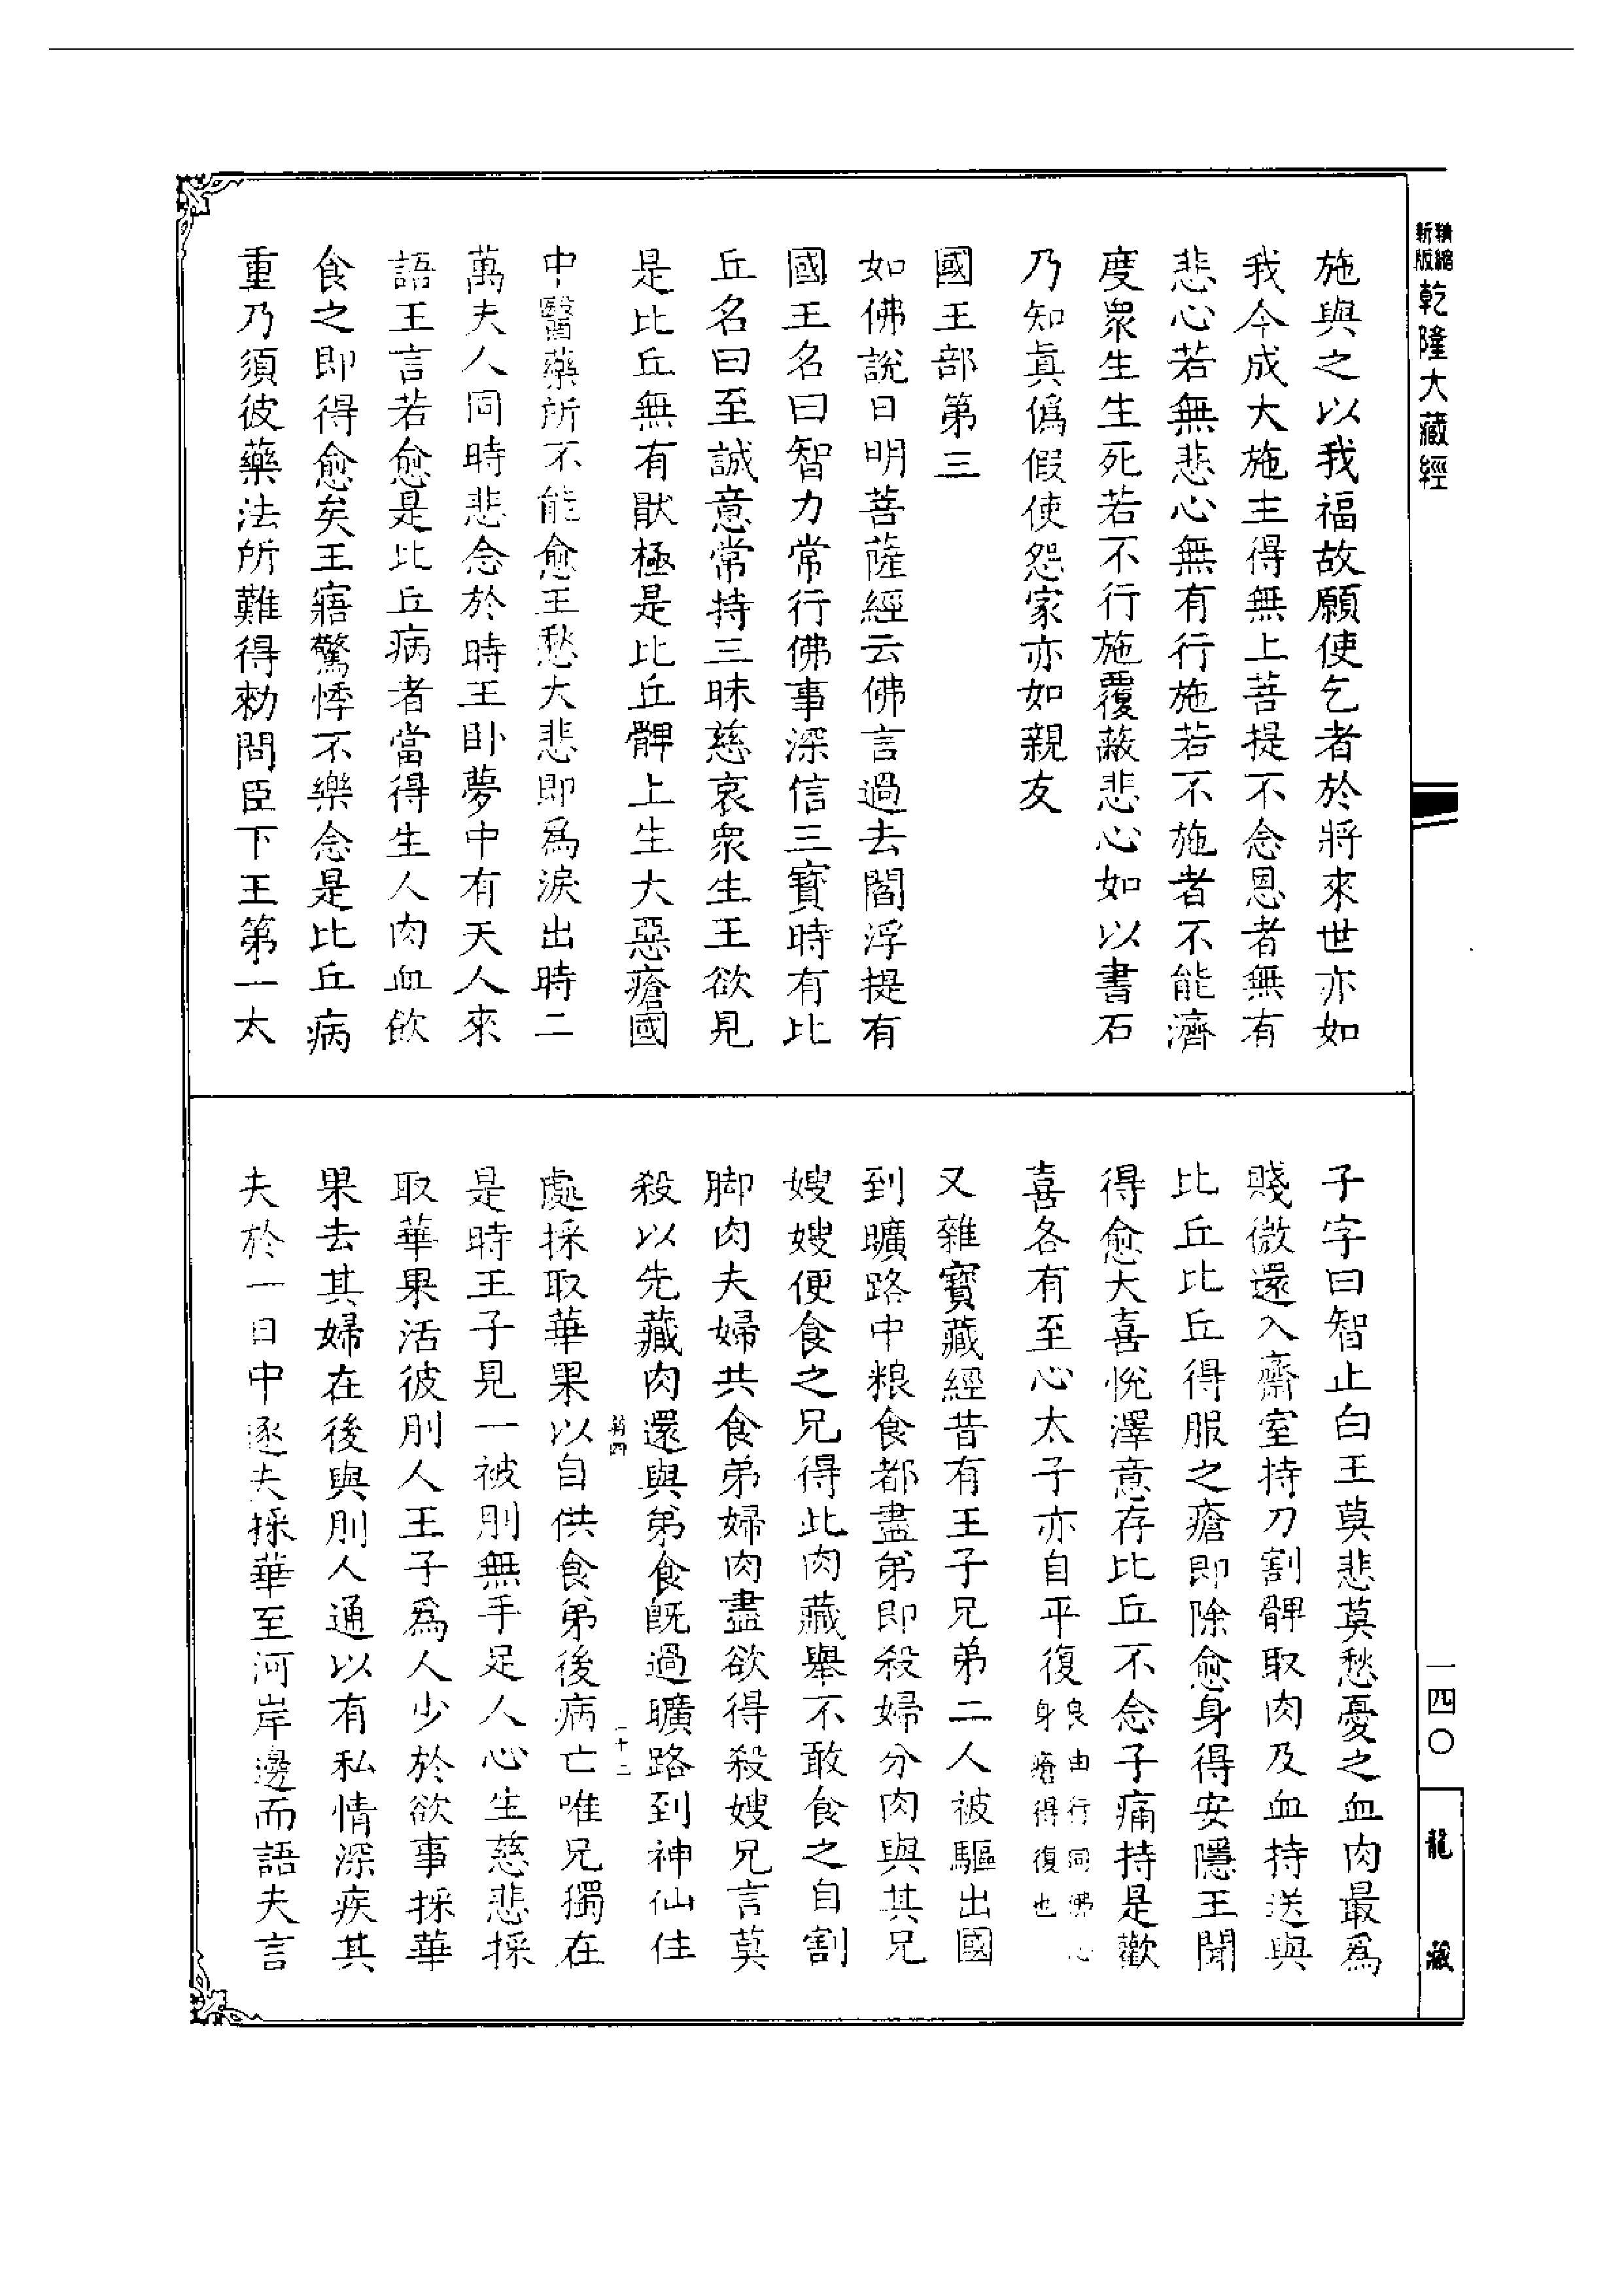 精縮
新版
乾隆大藏經
施與之以我福故願使乞者於將來世亦如
我今成大施主得無上菩提不念恩者無有
悲心若無悲心無有行施若不施者不能濟
度衆生生死若不行施覆蔽悲心如以書石
乃知真僞假使怨家亦如親友
國王部第三
如佛說日明菩薩經云佛言過去閻浮提有
國王名曰智力常行佛事深信三寶時有比
丘名曰至誠意常持三昧慈哀衆生王欲見
是比丘無有猒極是比丘髀上生大惡瘡國
中醫藥所不能愈王愁大悲即爲淚出時二
萬夫人同時悲念於時王卧夢中有天人來
語王言若愈是比丘病者當得生人肉血飲
食之即得愈矣王寤驚悸不樂念是比丘病
重乃須彼藥法所難得勑問臣下王第一太
子字曰智止白王莫悲莫愁憂之血肉最爲
賤微還入齋室持刀割髀取肉及血持送與
比丘比丘得服之瘡即除愈身得安隱王聞
得愈大喜悅澤意存比丘不念子痛持是歡
喜各有至心太子亦自平復良由行同佛心身瘡得復也
又雜寶藏經昔有王子兄弟二人被驅出國
到曠路中粮食都盡弟即殺婦分肉與其兄
嫂嫂便食之兄得此肉藏舉不敢食之自割
脚肉夫婦共食弟婦肉盡欲得殺嫂兄言莫
殺以先藏肉還與弟食既過曠路到神仙住
處採取華果以自供食弟後病亡唯兄獨在
是時王子見一被刖無手足人心生慈悲採
取華果活彼刖人王子爲人少於欲事採華
果去其婦在後與刖人通以有私情深疾其
夫於一日中逐夫採華至河岸邊而語夫言
一四〇
龍藏